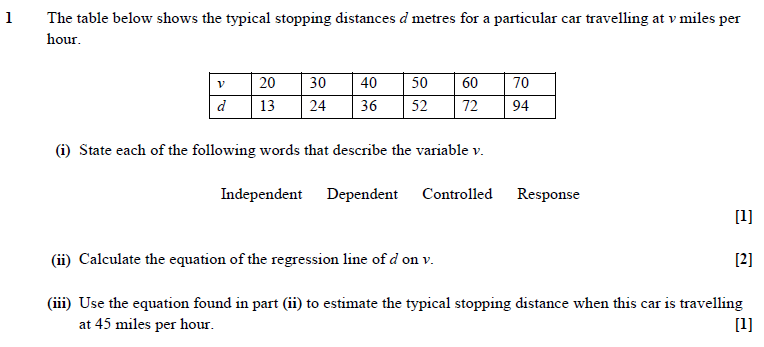 1 The table below shows the typical stopping distances d metres for a particular car travelling at v miles per
hour.
v 20 30 40 50 60 70
d 13 24 36 52 72 94
(i) State each of the following words that describe the variable v.
Independent Dependent Controlled Response
[1]
(ii) Calculate the equation of the regression line of d on v. [2]
(iii) Use the equation found in part (ii) to estimate the typical stopping distance when this car is travelling
at 45 miles per hour. [1]